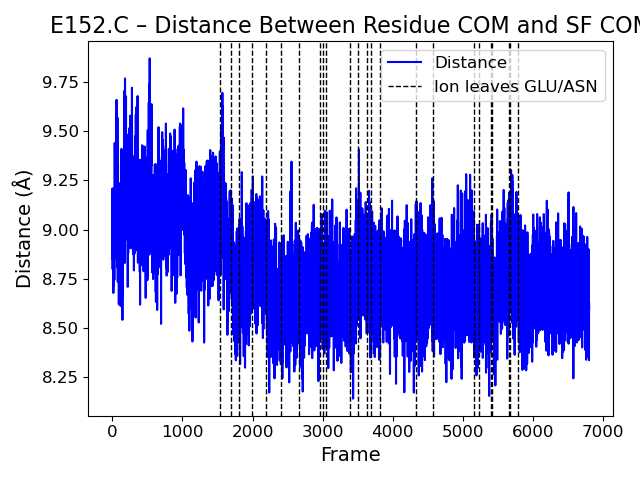 E152.C – Distance Between Residue COM and SF COM
Distance
Ion leaves GLU/ASN
Distance (Å)
9.75
9.50
9.25
9.00
8.75
8.50
8.25
0 1000 2000 3000 4000 5000 6000 7000
Frame